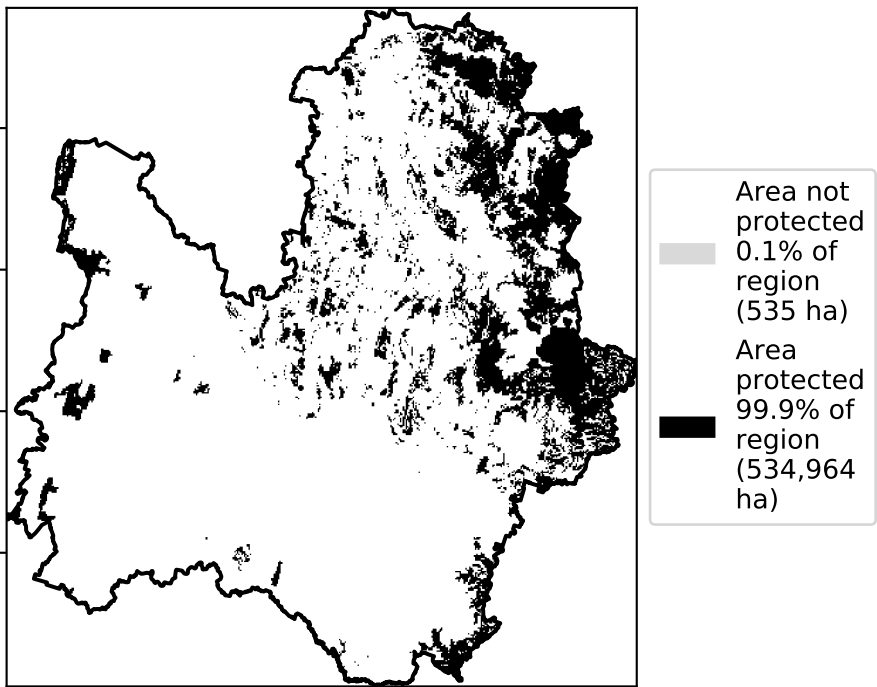 Area not
protected
0.1% of
region
(535 ha)
Area
protected
99.9% of
region
(534,964
ha)